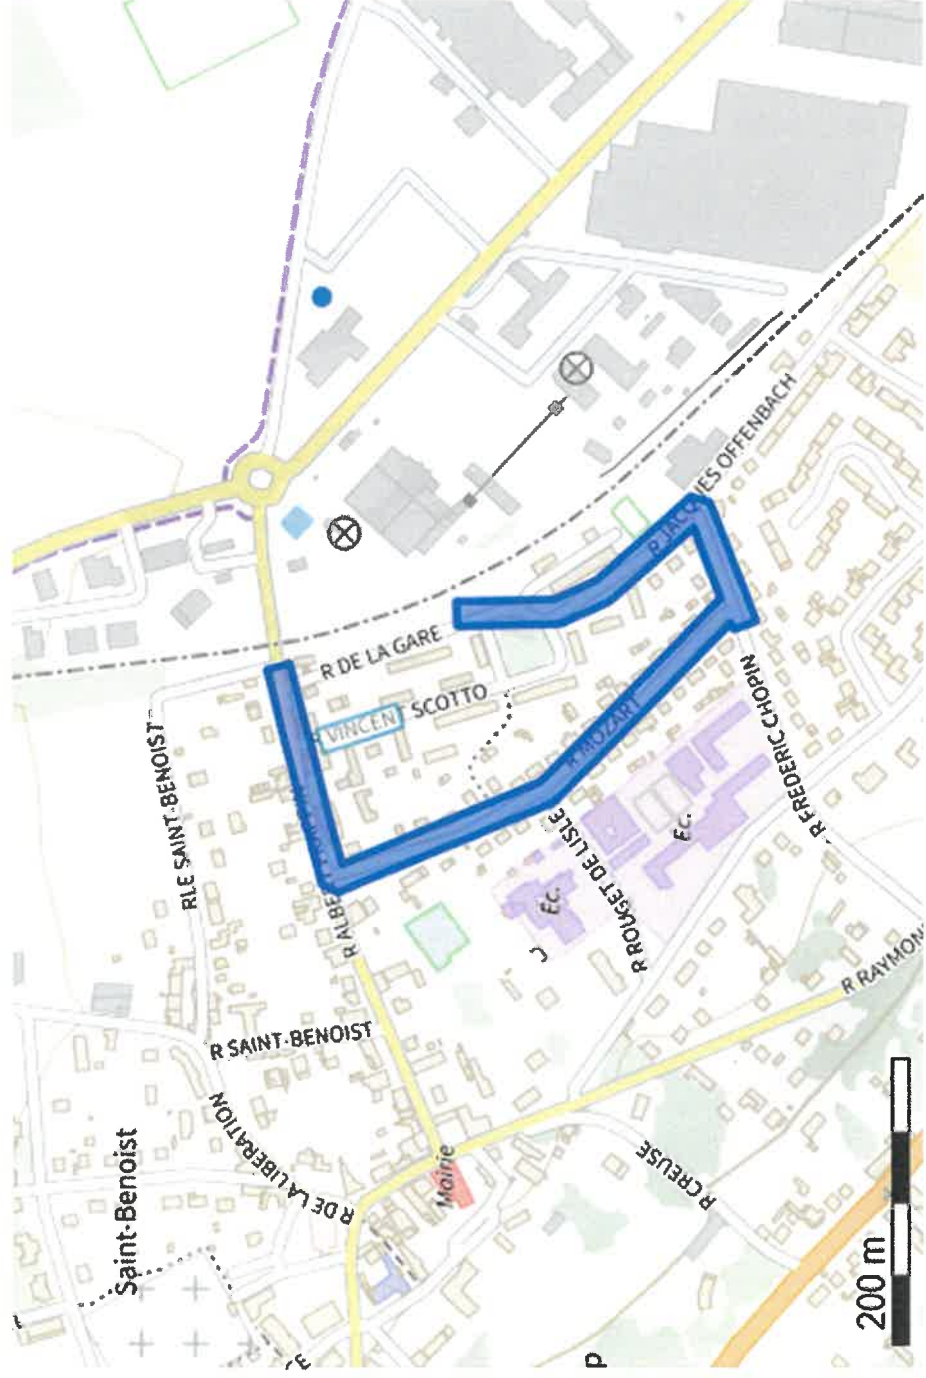 R DE LA GARE
VINCENT SCOTTO
RLE SAINT-BENOIST
R ALBE
R MOZART
R JACQUES OFFENBACH
R FREDERIC CHOPIN
R ROUGET DE LISLE
Éc.
Éc.
R SAINT-BENOIST
R DE LA LIBERATION
Saint-Benoist
Mairie
R CREUSE
R RAYMON
200 m